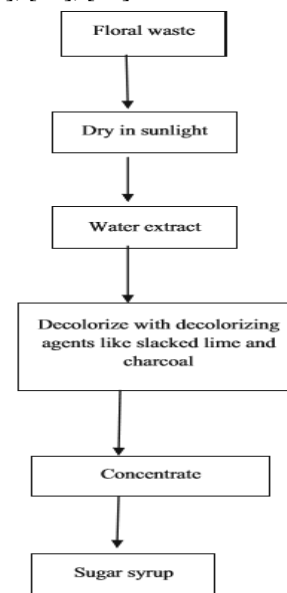 Floral waste
Dry in sunlight
Water extract
Decolorize with decolorizing
agents like slacked lime and
charcoal
Concentrate
Sugar syrup